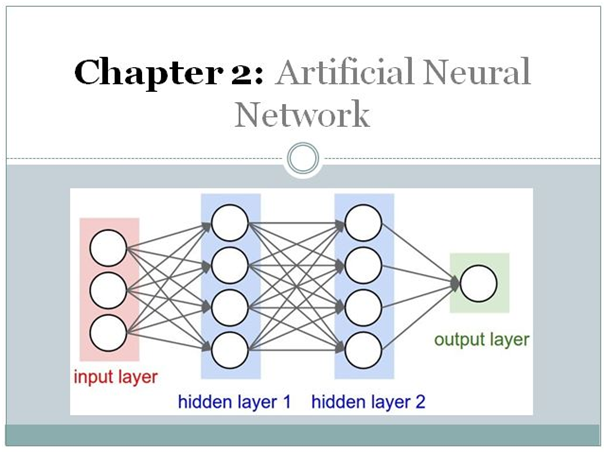 Chapter 2: Artificial Neural
Network
input layer
hidden layer 1
hidden layer 2
output layer